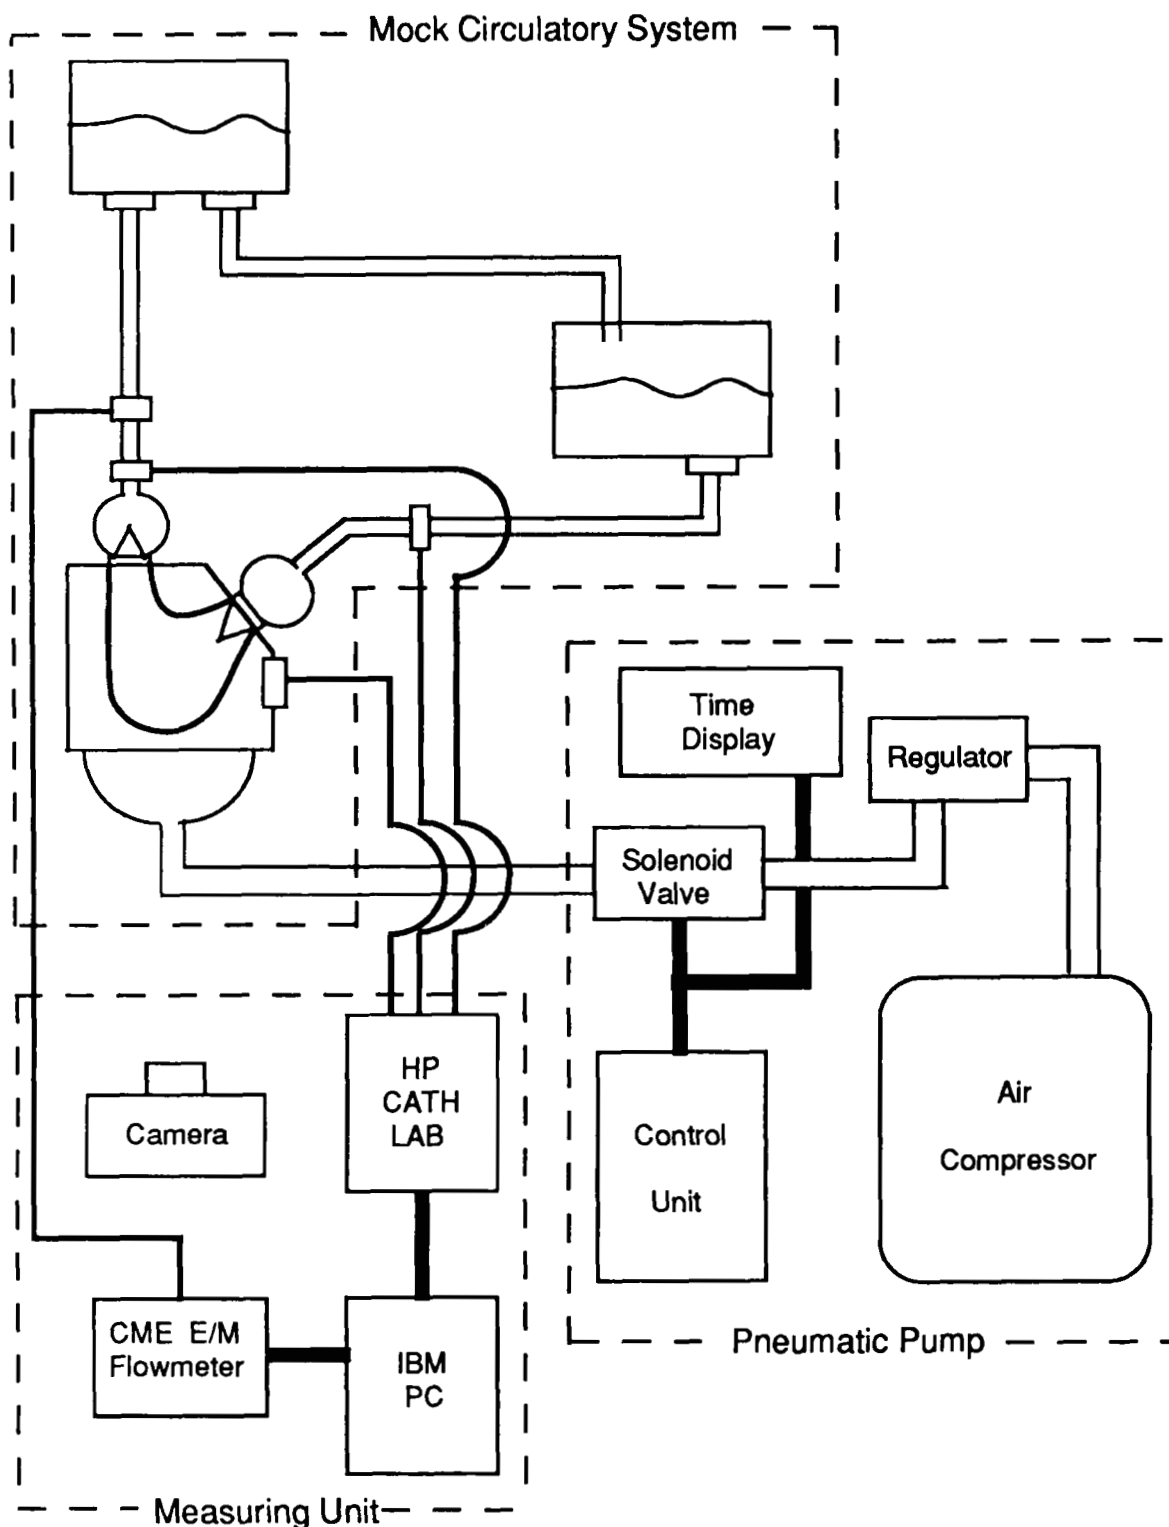 Mock Circulatory System
Time
Display
Regulator
Solenoid
Valve
HP
CATH
LAB
Camera
Control
Unit
Air
Compressor
CME E/M
Flowmeter
IBM
PC
Pneumatic Pump
Measuring Unit